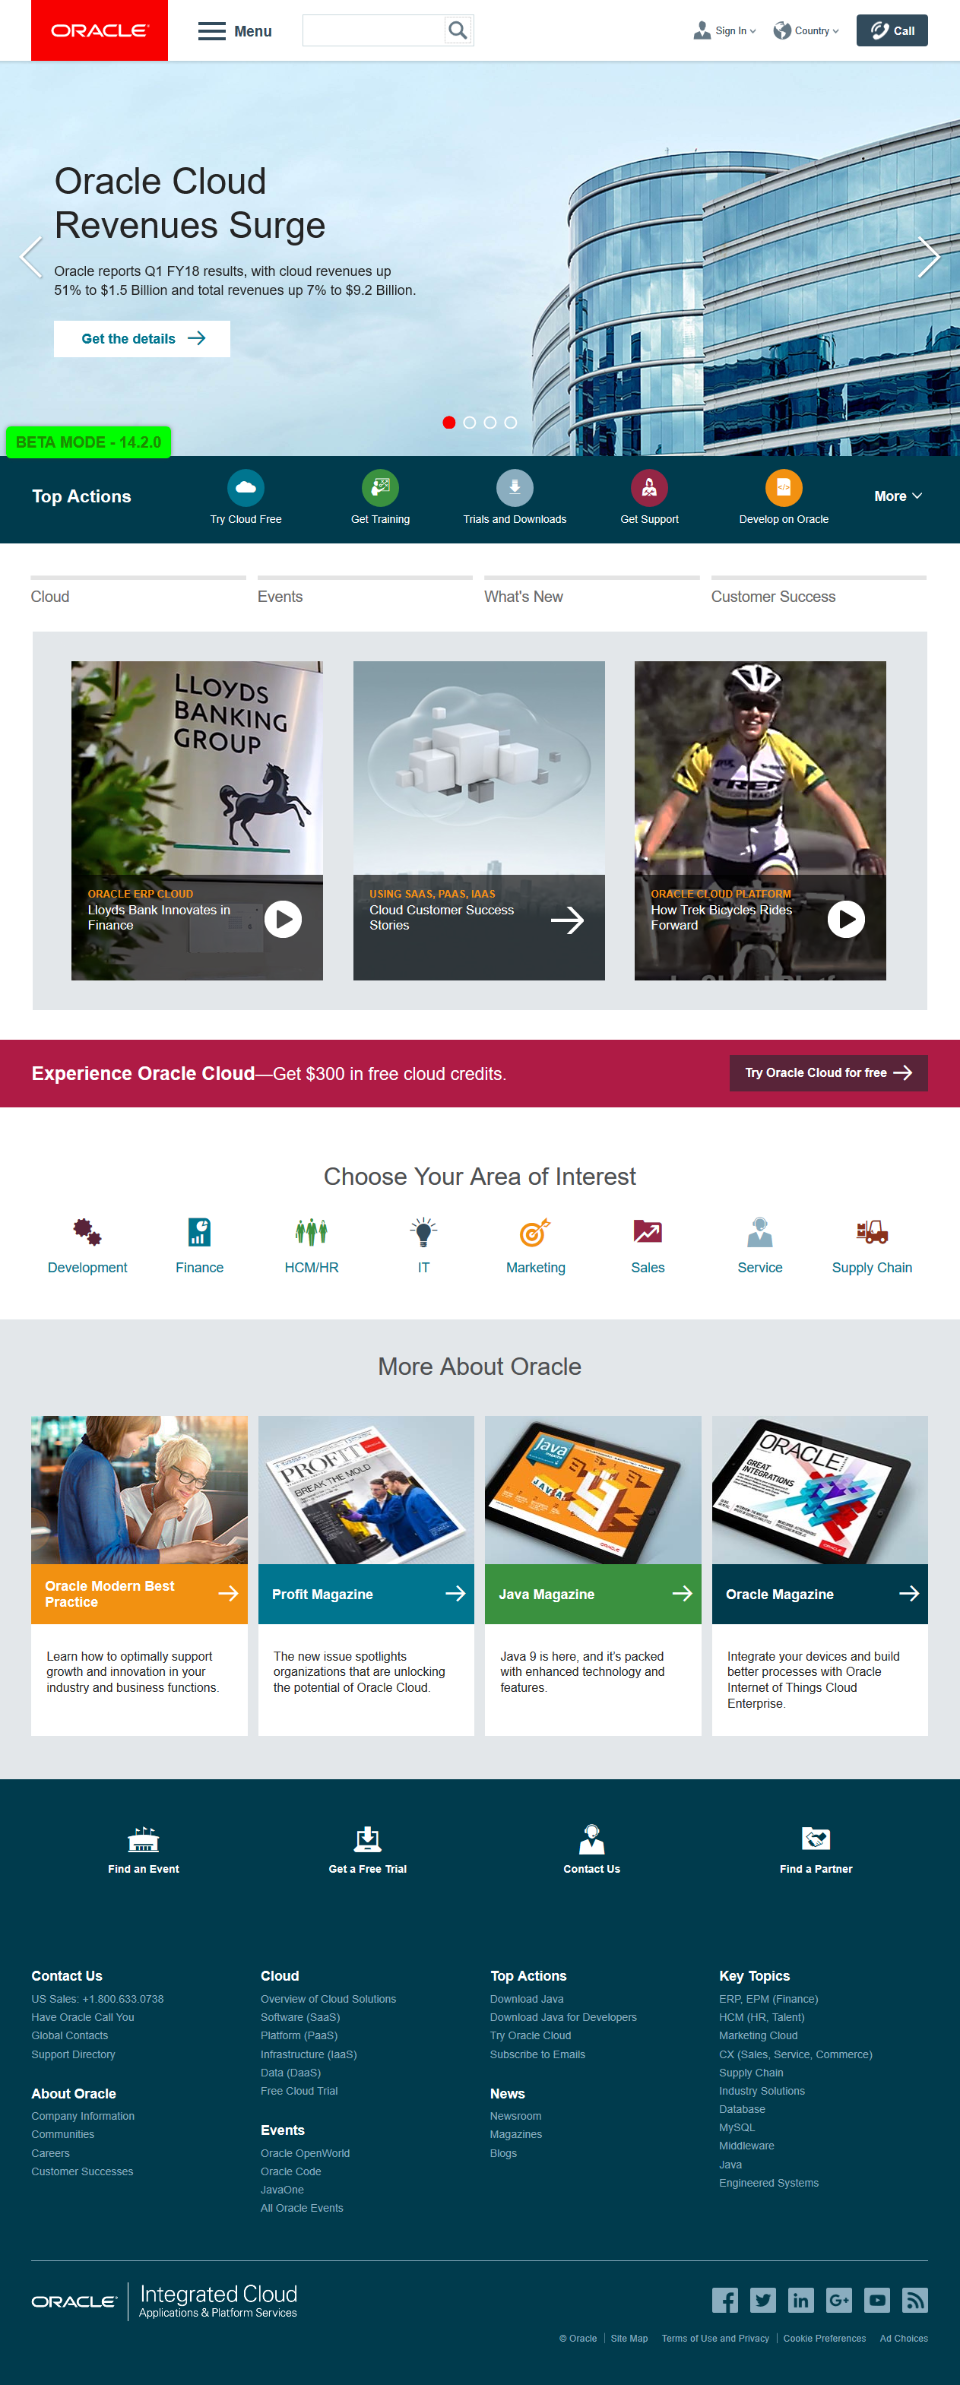 ORACLE
Menu
Sign In
Country
Call
Oracle Cloud
Revenues Surge
Oracle reports Q1 FY18 results, with cloud revenues up
51% to $1.5 Billion and total revenues up 7% to $9.2 Billion.
Get the details
BETA MODE - 14.2.0
Top Actions
Try Cloud Free
Get Training
Trials and Downloads
Get Support
Develop on Oracle
More
Cloud
Events
What's New
Customer Success
LLOYDS
BANKING
GROUP
ORACLE ERP CLOUD
Lloyds Bank Innovates in
Finance
USING SAAS, PAAS, IAAS
Cloud Customer Success
Stories
TREK
ORACLE CLOUD PLATFORM
How Trek Bicycles Rides
Forward
Experience Oracle Cloud—Get $300 in free cloud credits.
Try Oracle Cloud for free
Choose Your Area of Interest
Development
Finance
HCM/HR
IT
Marketing
Sales
Service
Supply Chain
More About Oracle
PROFIT
BREAK THE MOLD
Java
JAVA
9
ORACLE
GREAT
INTEGRATIONS
Oracle Modern Best
Practice
Profit Magazine
Java Magazine
Oracle Magazine
Learn how to optimally support
growth and innovation in your
industry and business functions.
The new issue spotlights
organizations that are unlocking
the potential of Oracle Cloud.
Java 9 is here, and it's packed
with enhanced technology and
features.
Integrate your devices and build
better processes with Oracle
Internet of Things Cloud
Enterprise.
Find an Event
Get a Free Trial
Contact Us
Find a Partner
Contact Us
US Sales: +1.800.633.0738
Have Oracle Call You
Global Contacts
Support Directory
About Oracle
Company Information
Communities
Careers
Customer Successes
Cloud
Overview of Cloud Solutions
Software (SaaS)
Platform (PaaS)
Infrastructure (IaaS)
Data (DaaS)
Free Cloud Trial
Events
Oracle OpenWorld
Oracle Code
JavaOne
All Oracle Events
Top Actions
Download Java
Download Java for Developers
Try Oracle Cloud
Subscribe to Emails
News
Newsroom
Magazines
Blogs
Key Topics
ERP, EPM (Finance)
HCM (HR, Talent)
Marketing Cloud
CX (Sales, Service, Commerce)
Supply Chain
Industry Solutions
Database
MySQL
Middleware
Java
Engineered Systems
ORACLE
Integrated Cloud
Applications & Platform Services
© Oracle
Site Map
Terms of Use and Privacy
Cookie Preferences
Ad Choices